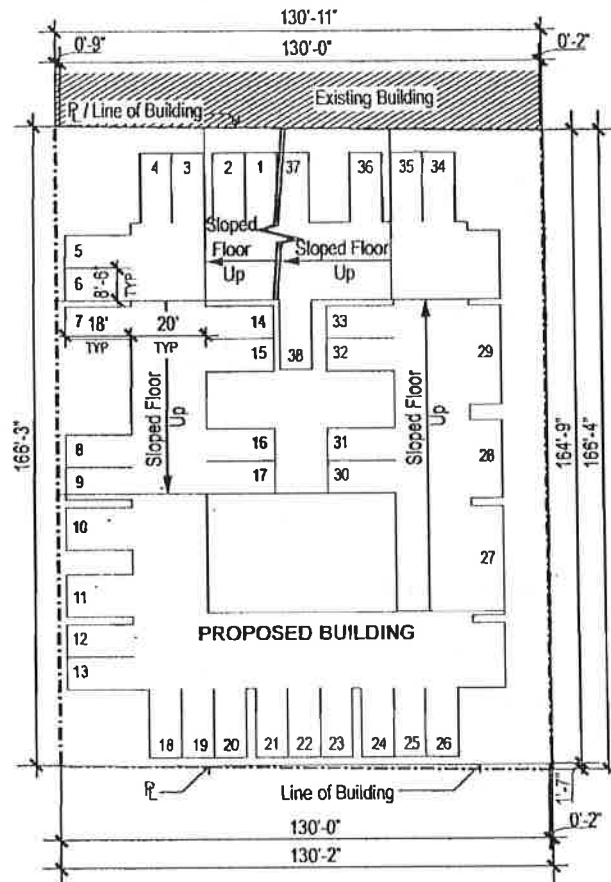 130'-11"
0'-9" 130'-0" 0'-2"
Existing Building
PL / Line of Building
4 3 2 1 37 36 35 34
Sloped
Floor
Up
Sloped Floor
Up
5
6
8'-6"
TYP
7 18' 20'
TYP TYP
14 33
15 38 32
29
Sloped Floor
Up
Sloped Floor
Up
166'-3"
164'-9"
166'-4"
16 31
8
17 30
9
28
10
27
11
12
PROPOSED BUILDING
13
18 19 20 21 22 23 24 25 26
PL Line of Building
1'-7"
130'-0" 0'-2"
130'-2"